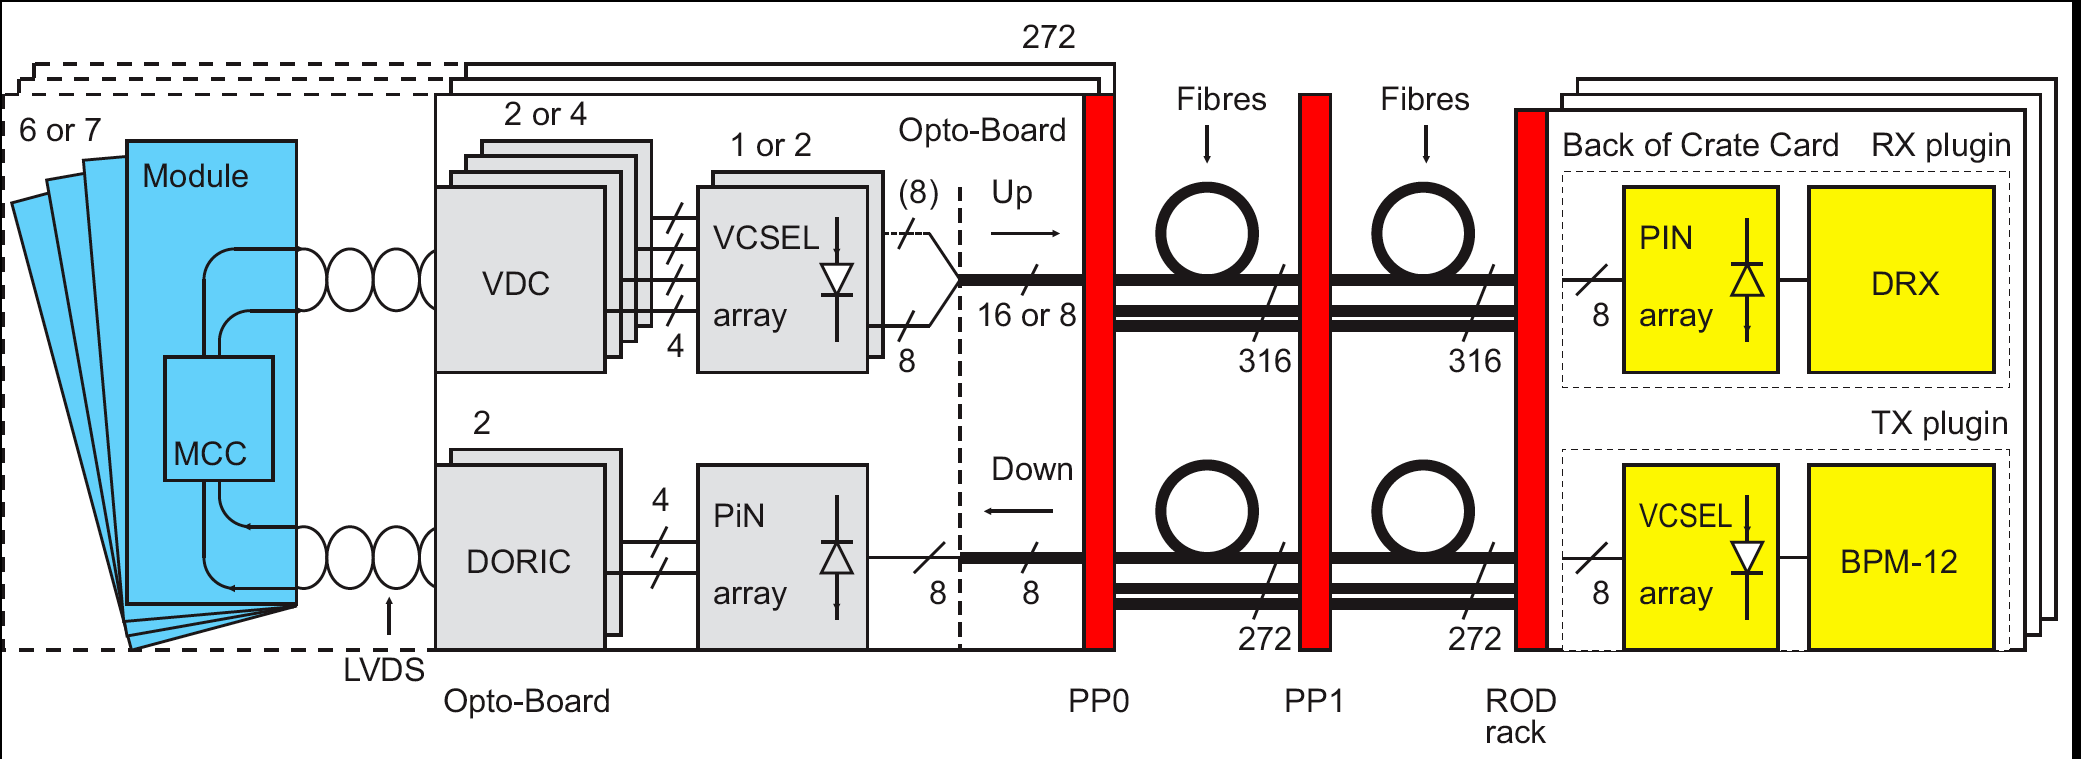 272
Fibres
Fibres
6 or 7
2 or 4
1 or 2
Opto-Board
Back of Crate Card
RX plugin
Module
(8)
Up
VDC
4
VCSEL
array
8
16 or 8
316
316
8
PIN
array
DRX
MCC
2
Down
TX plugin
DORIC
4
PiN
array
8
8
272
272
8
VCSEL
array
BPM-12
LVDS
Opto-Board
PP0
PP1
ROD
rack